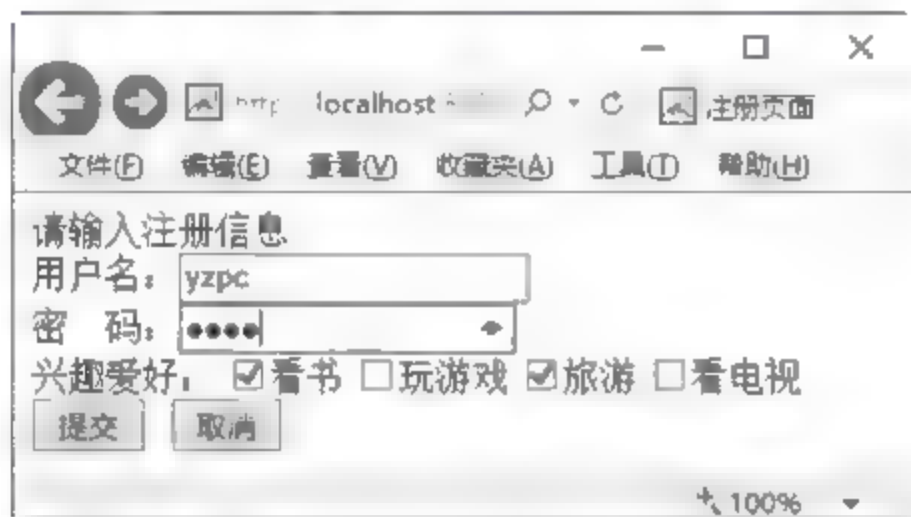 localhost 注册页面
文件(F) 编辑(E) 查看(V) 收藏夹(A) 工具(T) 帮助(H)
请输入注册信息
用户名： yzpc
密 码： ●●●●
兴趣爱好： 看书 玩游戏 旅游 看电视
提交 取消
100%